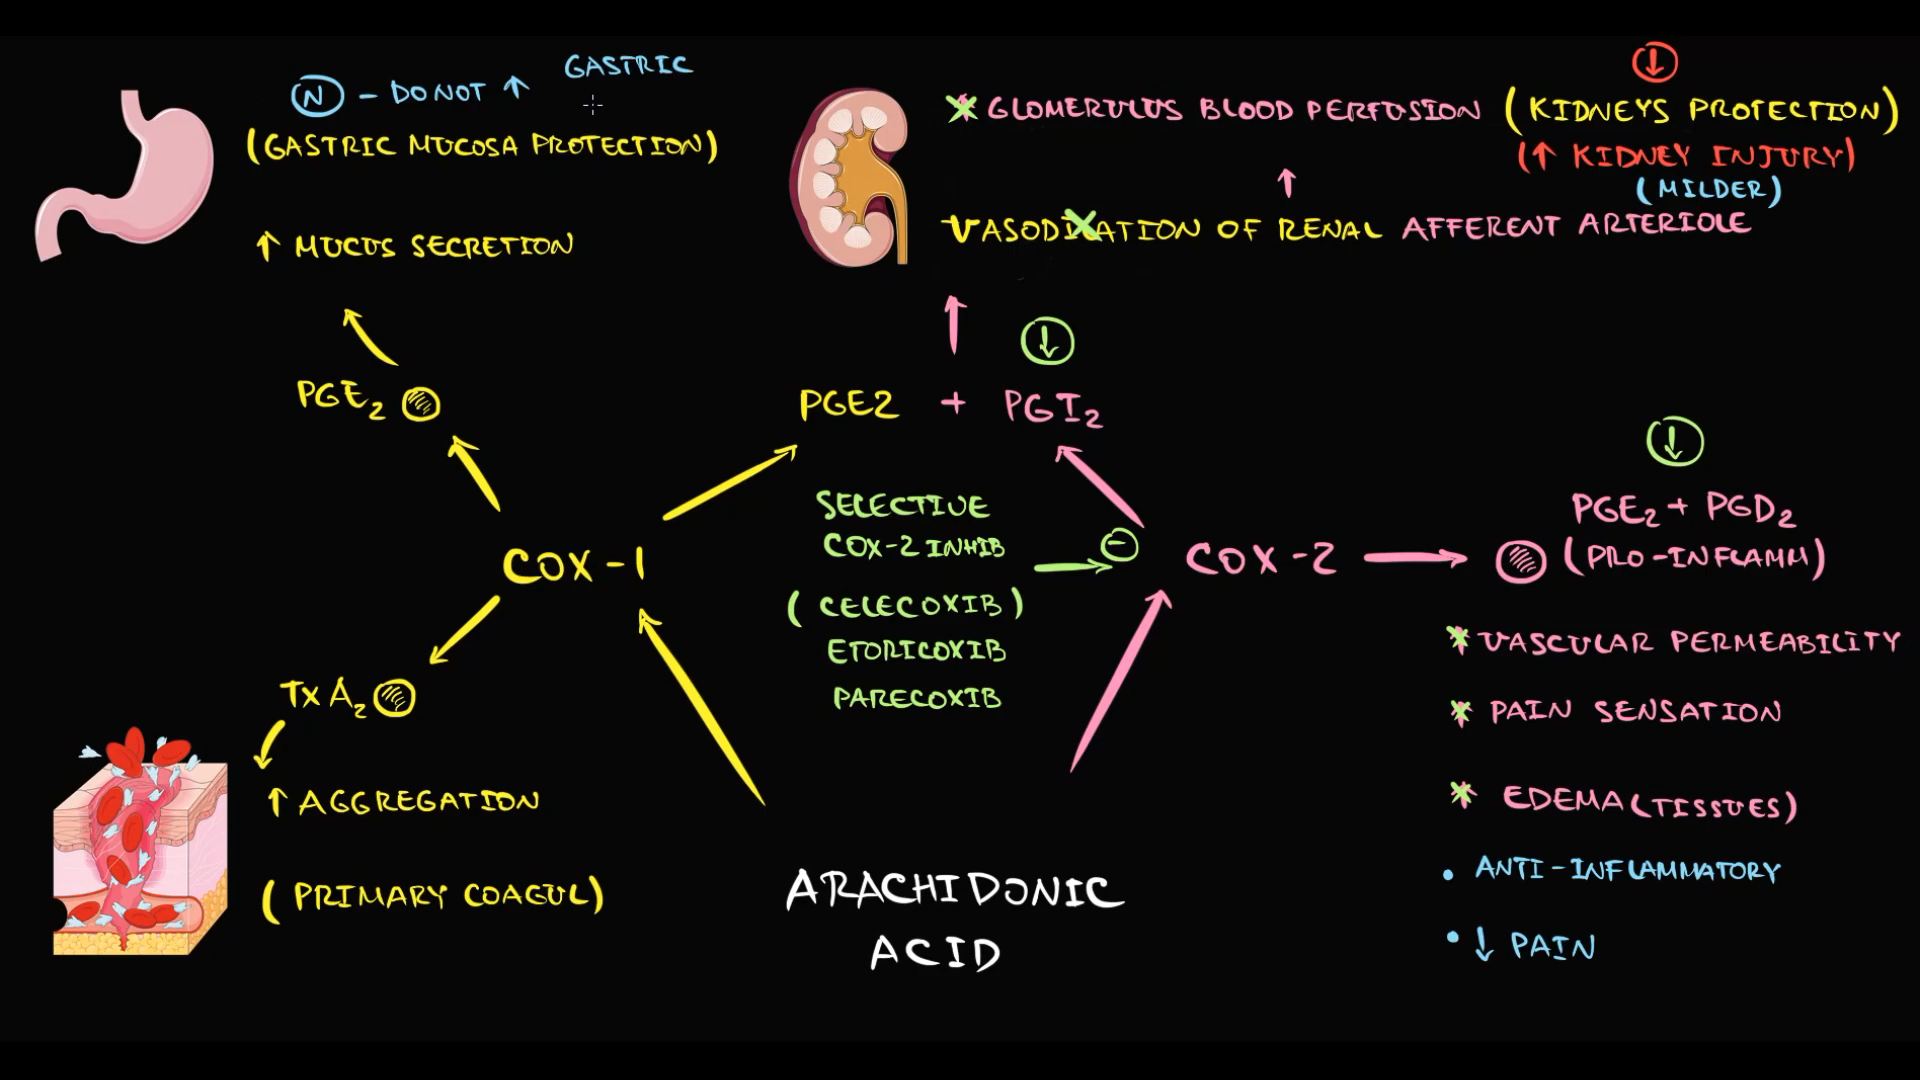 GASTRIC
N - DO NOT ↑
(GASTRIC MUCOSA PROTECTION)
↑ MUCUS SECRETION
PGE2
COX-1
TXA2
↑ AGGREGATION
(PRIMARY COAGUL)
↓
GLOMERULUS BLOOD PERFUSION (KIDNEYS PROTECTION)
(↑ KIDNEY INJURY)
(MILDER)
↑
VASODILATION OF RENAL AFFERENT ARTERIOLE
↓
PGE2 + PGI2
SELECTIVE
COX-2 INHIB
(CELECOXIB)
ETORICOXIB
PARECOXIB
-
COX-2
↓
PGE2 + PGD2
(PRO-INFLAMM)
VASCULAR PERMEABILITY
PAIN SENSATION
EDEMA (TISSUES)
• ANTI-INFLAMMATORY
• ↓ PAIN
ARACHIDONIC
ACID